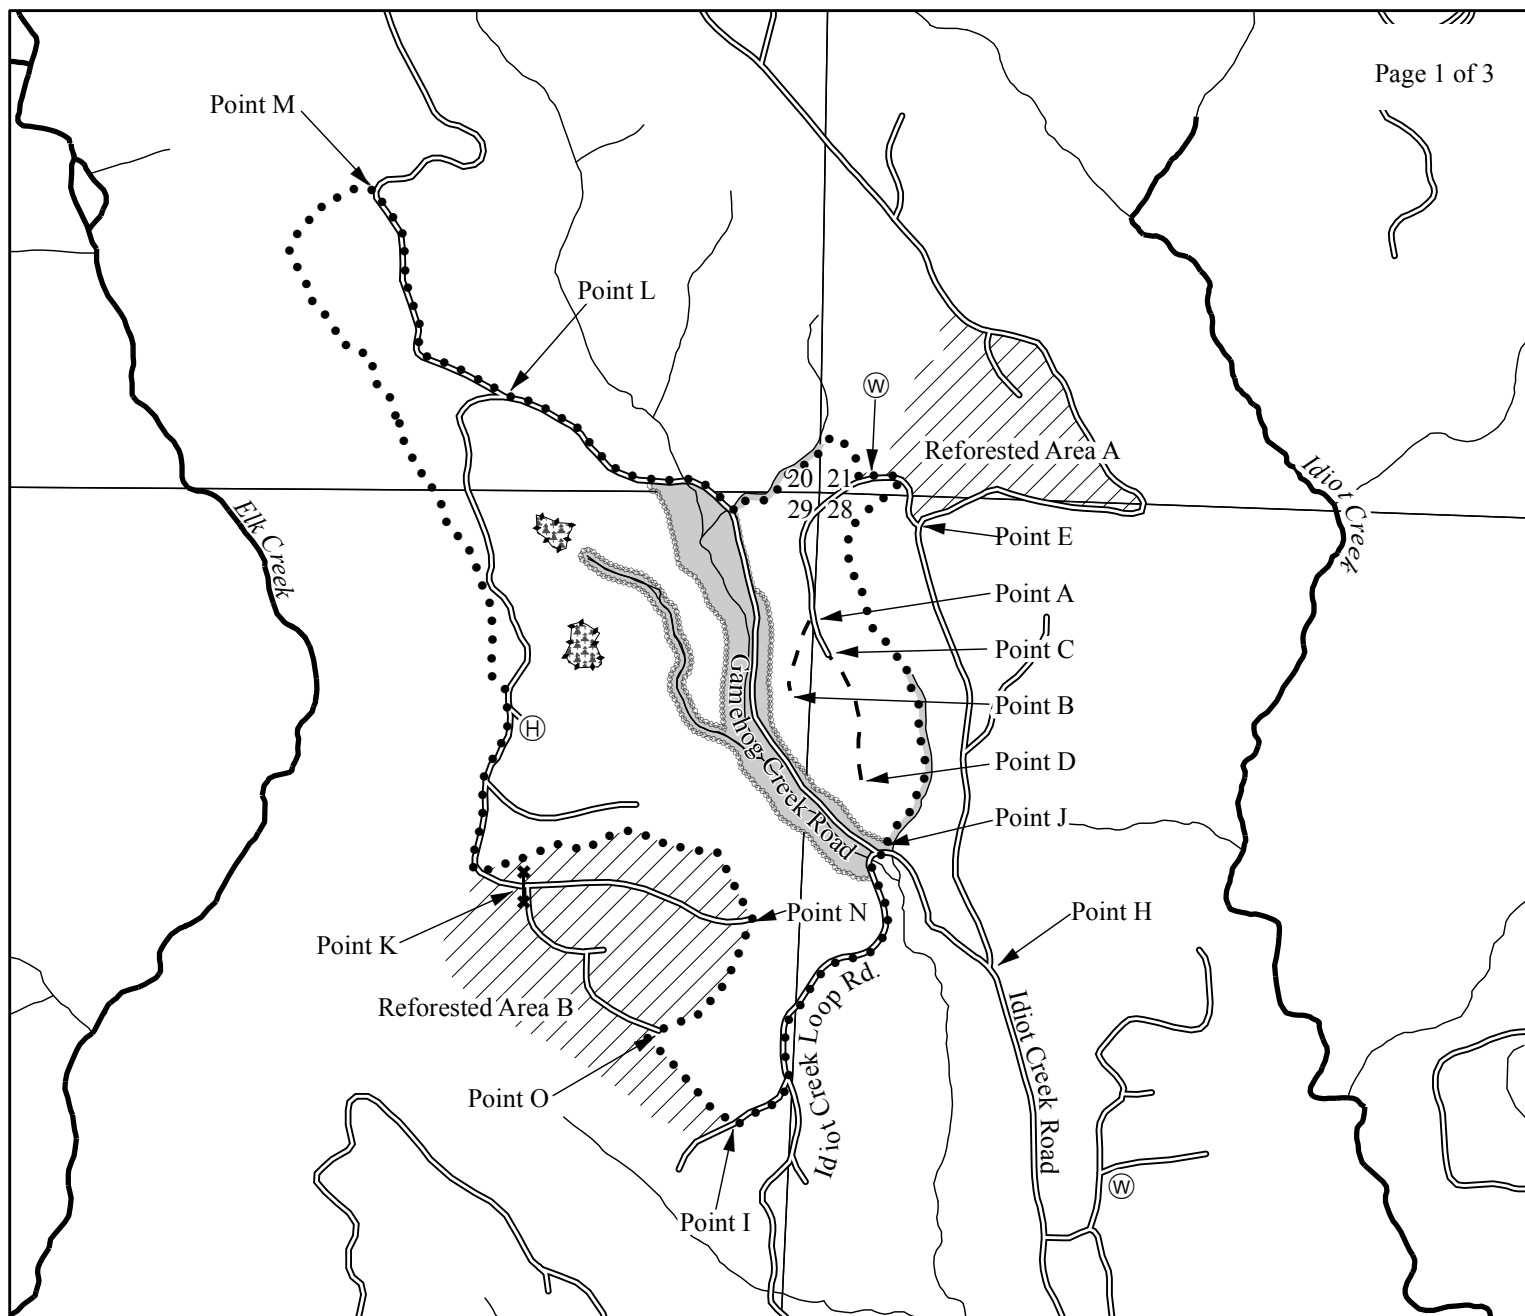 Page 1 of 3
Point M
Point L
W
Reforested Area A
20 21
29 28
Idiot Creek
Elk Creek
Point E
Point A
Point C
Point B
Gamehog Creek Road
H
Point D
Point J
Point N
Point H
Point K
Idiot Creek Loop Rd.
Reforested Area B
Idiot Creek Road
Point O
W
Point I